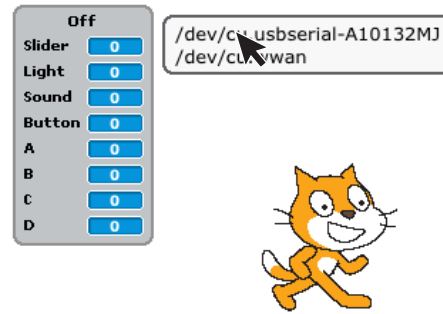 Off
Slider 0
Light 0
Sound 0
Button 0
A 0
B 0
C 0
D 0
/dev/cu.usbserial-A10132MJ
/dev/cu.wwan